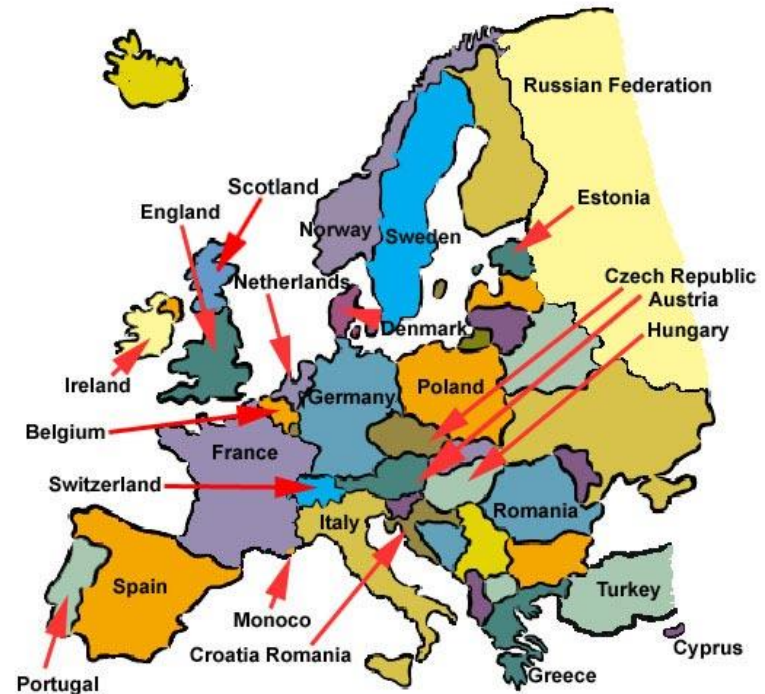 Russian Federation
Scotland
Estonia
England
Norway
Sweden
Netherlands
Czech Republic
Austria
Denmark
Hungary
Ireland
Germany
Poland
Belgium
France
Switzerland
Romania
Italy
Spain
Turkey
Monoco
Croatia Romania
Cyprus
Greece
Portugal